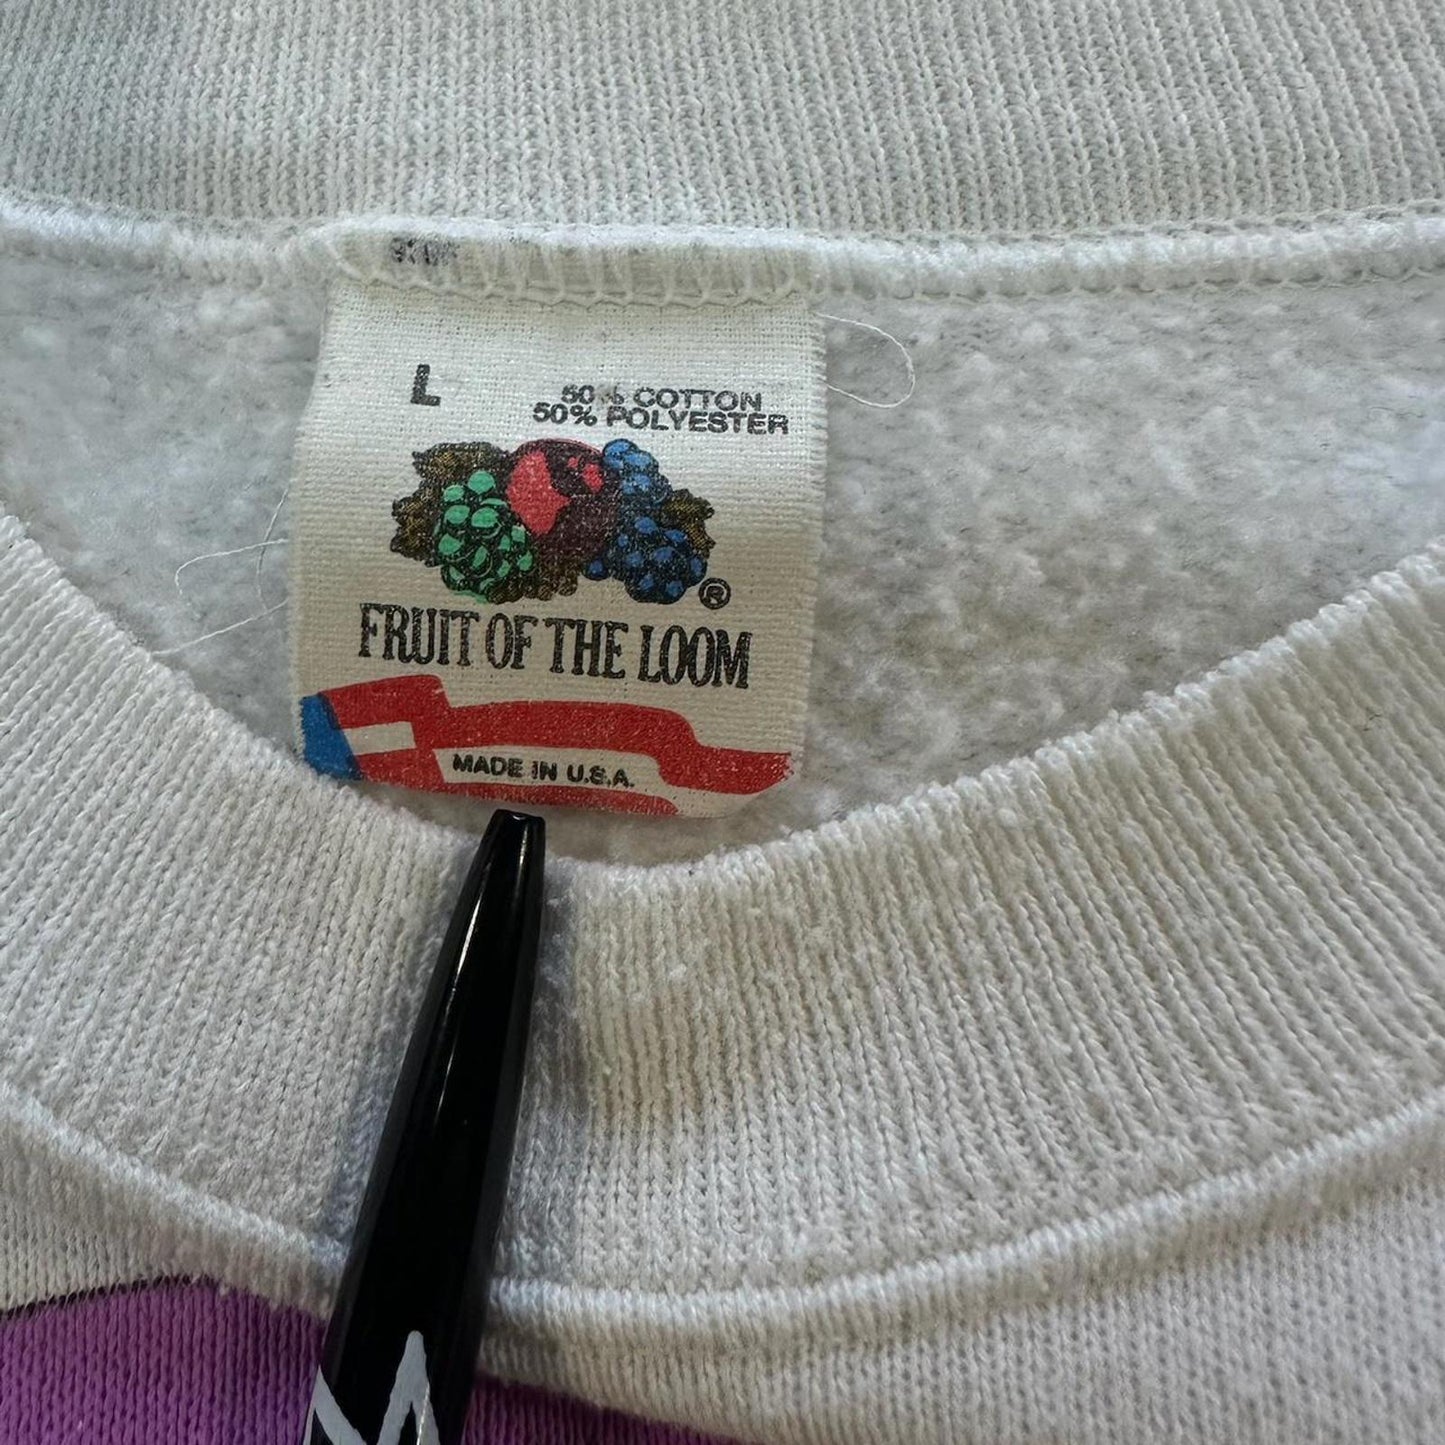 L
50% COTTON
50% POLYESTER
®
FRUIT OF THE LOOM
MADE IN U.S.A.